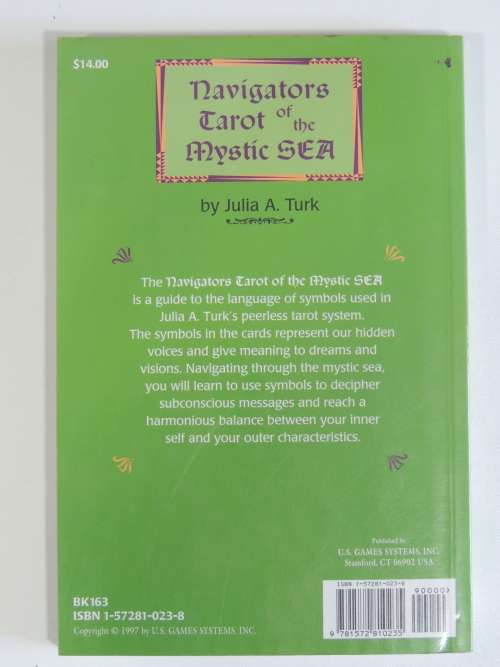 $14.00
Navigators
Tarot of the
Mystic SEA
by Julia A. Turk
The Navigators Tarot of the Mystic SEA
is a guide to the language of symbols used in
Julia A. Turk's peerless tarot system.
The symbols in the cards represent our hidden
voices and give meaning to dreams and
visions. Navigating through the mystic sea,
you will learn to use symbols to decipher
subconscious messages and reach a
harmonious balance between your inner
self and your outer characteristics.
Published by
U.S. GAMES SYSTEMS, INC.
Stamford, CT 06902 USA
ISBN 1-57281-023-8
90000>
9 781572 810235
BK163
ISBN 1-57281-023-8
Copyright © 1997 by U.S. GAMES SYSTEMS, INC.